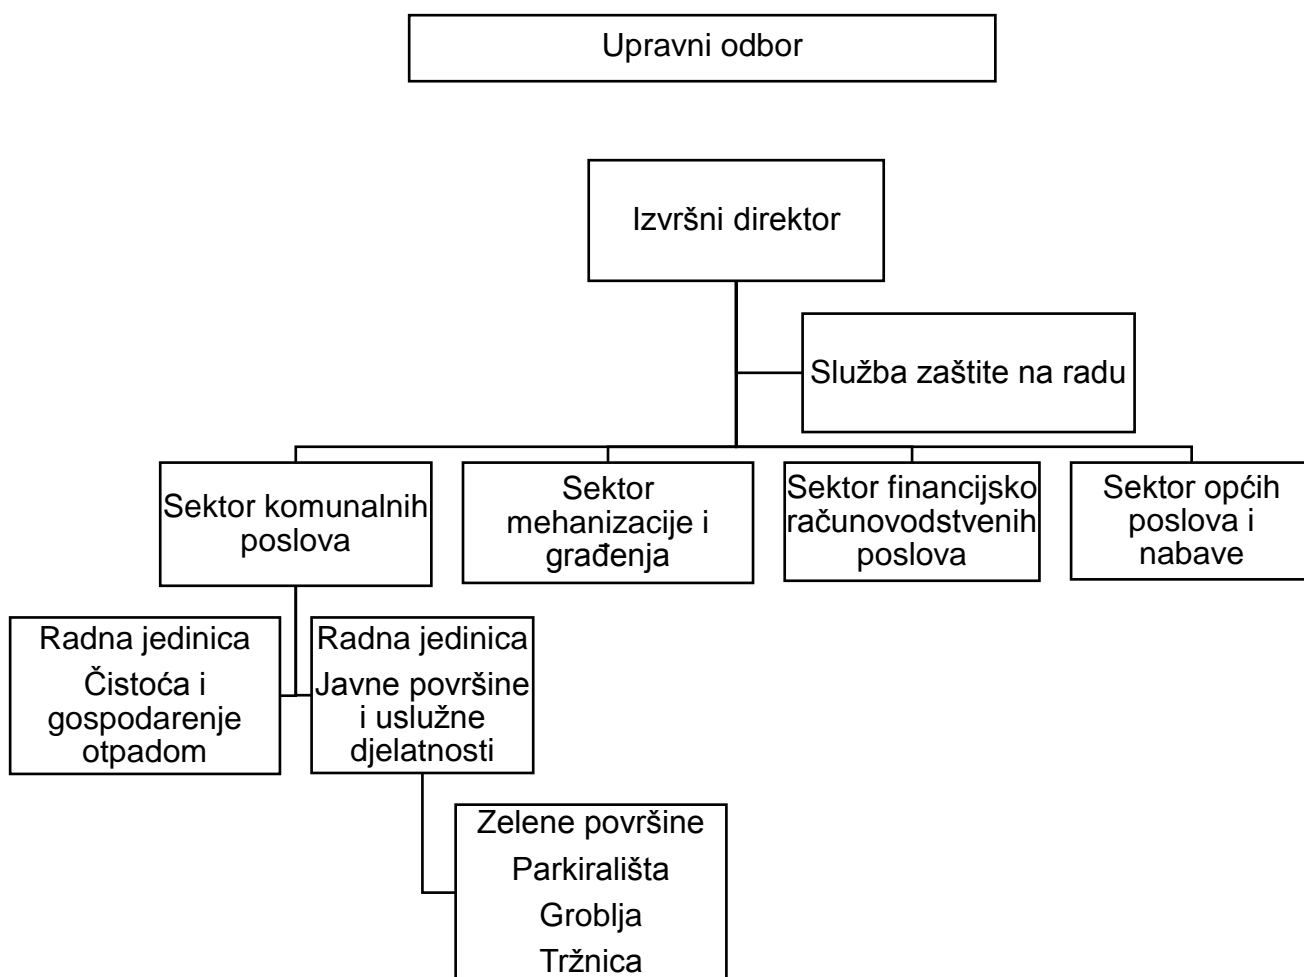 Upravni odbor
Izvršni direktor
Služba zaštite na radu
Sektor komunalnih
poslova
Sektor
mehanizacije i
građenja
Sektor financijsko
računovodstvenih
poslova
Sektor općih
poslova i
nabave
Radna jedinica
Čistoća i
gospodarenje
otpadom
Radna jedinica
Javne površine
i uslužne
djelatnosti
Zelene površine
Parkirališta
Groblja
Tržnica